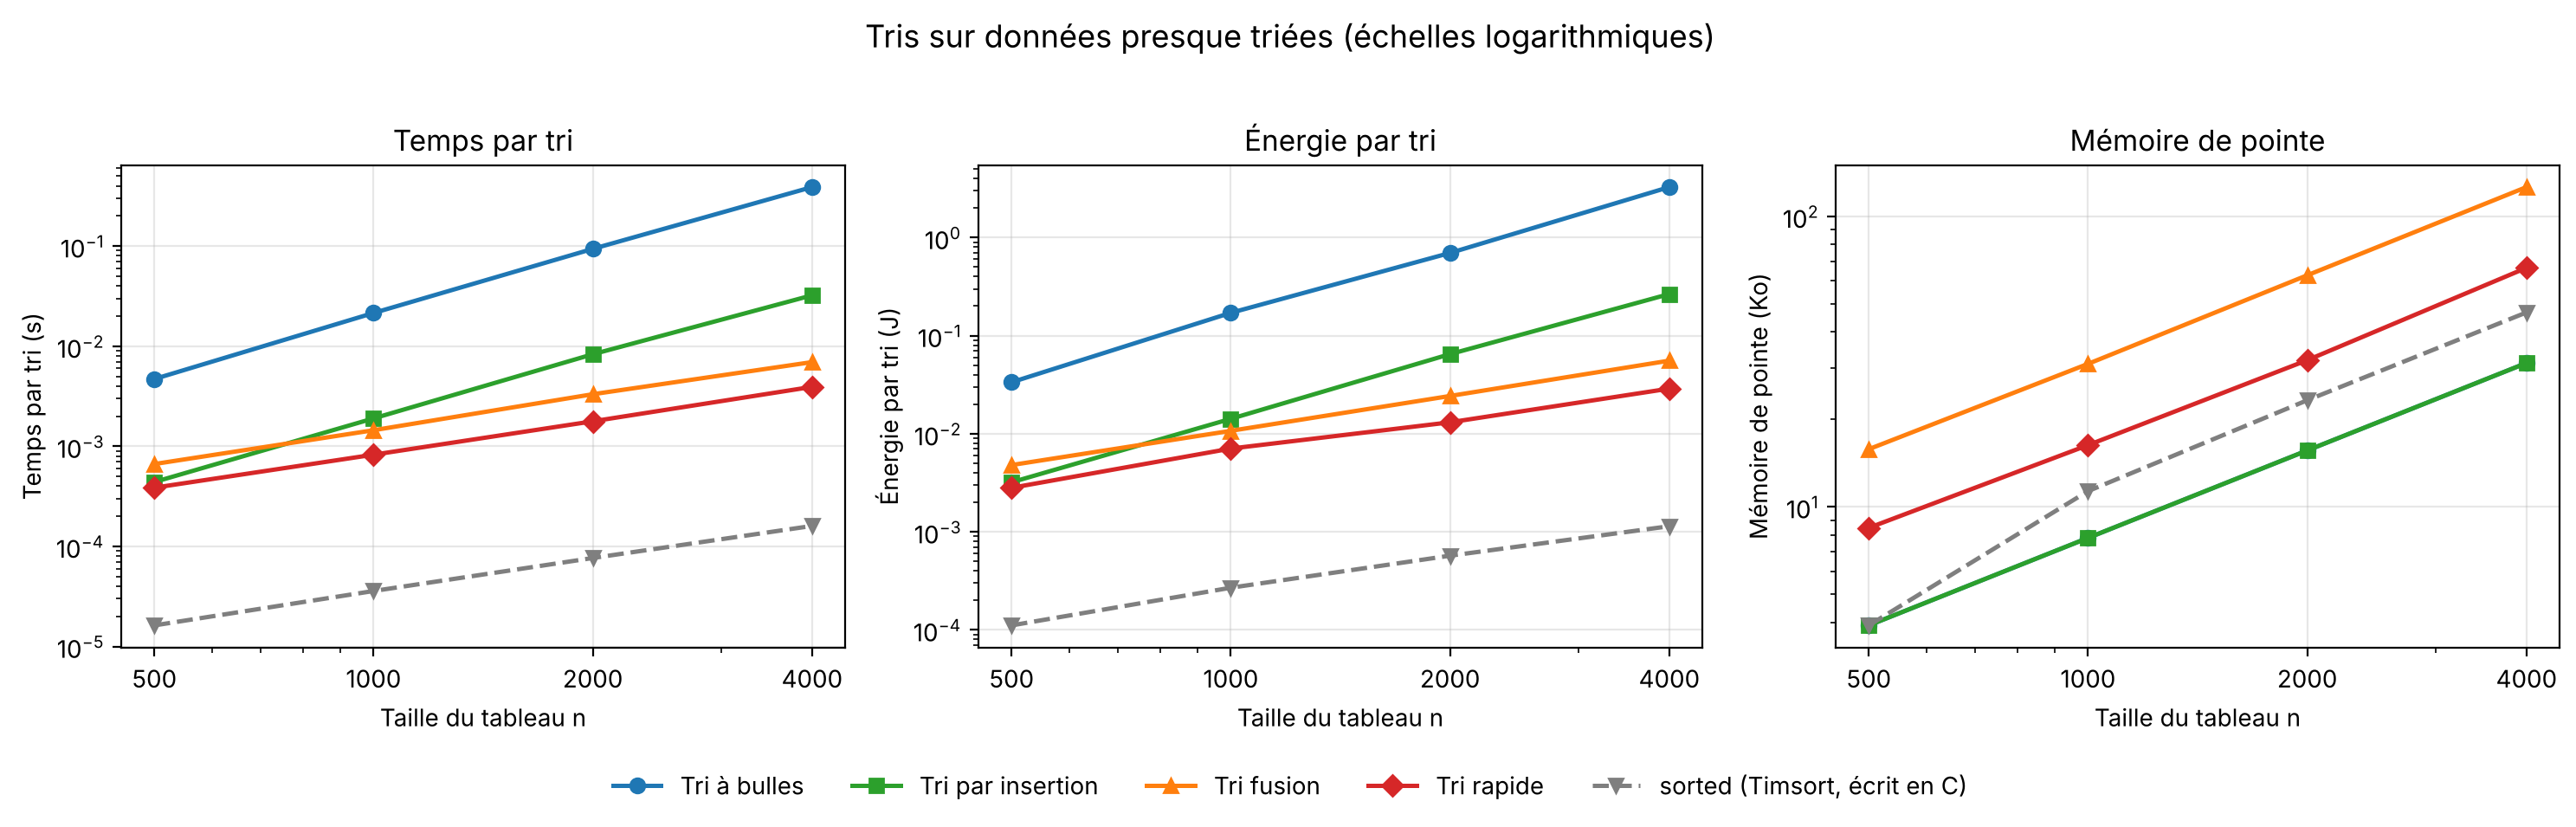 Tris sur données presque triées (échelles logarithmiques)
Temps par tri
Temps par tri (s)
10⁻¹
10⁻²
10⁻³
10⁻⁴
10⁻⁵
500 1000 2000 4000
Taille du tableau n
Énergie par tri
Énergie par tri (J)
10⁰
10⁻¹
10⁻²
10⁻³
10⁻⁴
500 1000 2000 4000
Taille du tableau n
Mémoire de pointe
Mémoire de pointe (Ko)
10²
10¹
500 1000 2000 4000
Taille du tableau n
Tri à bulles Tri par insertion Tri fusion Tri rapide sorted (Timsort, écrit en C)